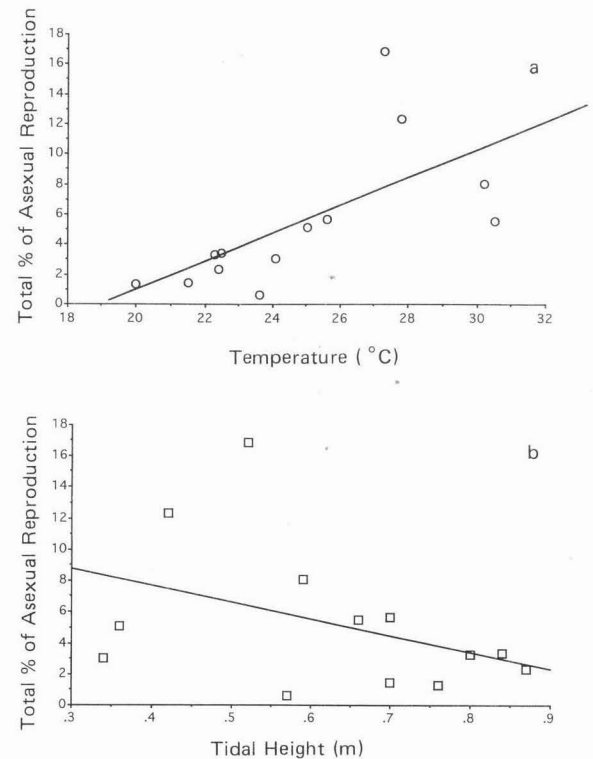 Total % of Asexual Reproduction
18
16
14
12
10
8
6
4
2
0
a
18 20 22 24 26 28 30 32
Temperature (°C)
Total % of Asexual Reproduction
18
16
14
12
10
8
6
4
2
0
b
.3 .4 .5 .6 .7 .8 .9
Tidal Height (m)